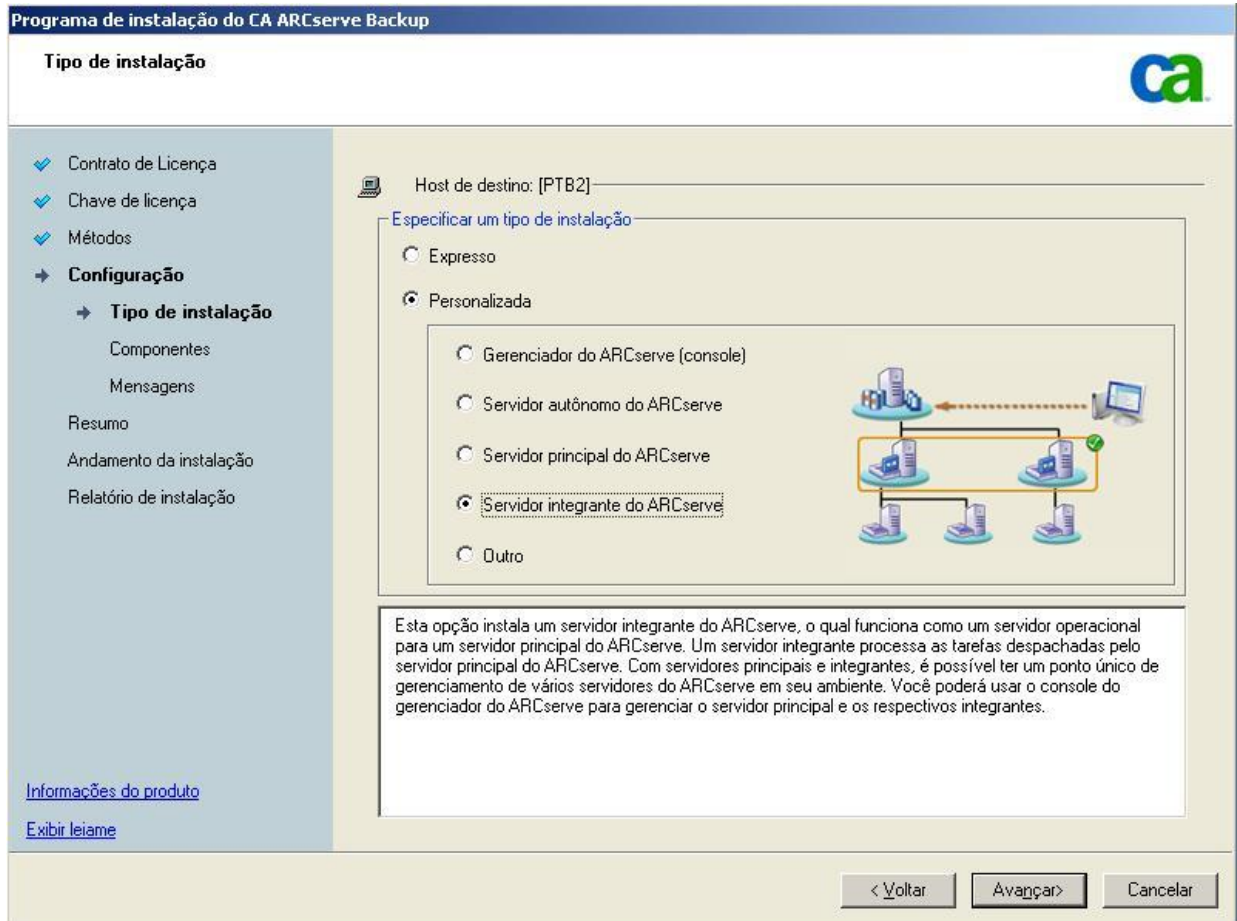 Programa de instalação do CA ARCserve Backup
Tipo de instalação
ca
Contrato de Licença
Chave de licença
Métodos
Configuração
Tipo de instalação
Componentes
Mensagens
Resumo
Andamento da instalação
Relatório de instalação
Informações do produto
Exibir leiame
Host de destino: [PTB2]
Especificar um tipo de instalação
Expresso
Personalizada
Gerenciador do ARCserve (console)
Servidor autônomo do ARCserve
Servidor principal do ARCserve
Servidor integrante do ARCserve
Outro
Esta opção instala um servidor integrante do ARCserve, o qual funciona como um servidor operacional
para um servidor principal do ARCserve. Um servidor integrante processa as tarefas despachadas pelo
servidor principal do ARCserve. Com servidores principais e integrantes, é possível ter um ponto único de
gerenciamento de vários servidores do ARCserve em seu ambiente. Você poderá usar o console do
gerenciador do ARCserve para gerenciar o servidor principal e os respectivos integrantes.
< Voltar
Avançar>
Cancelar